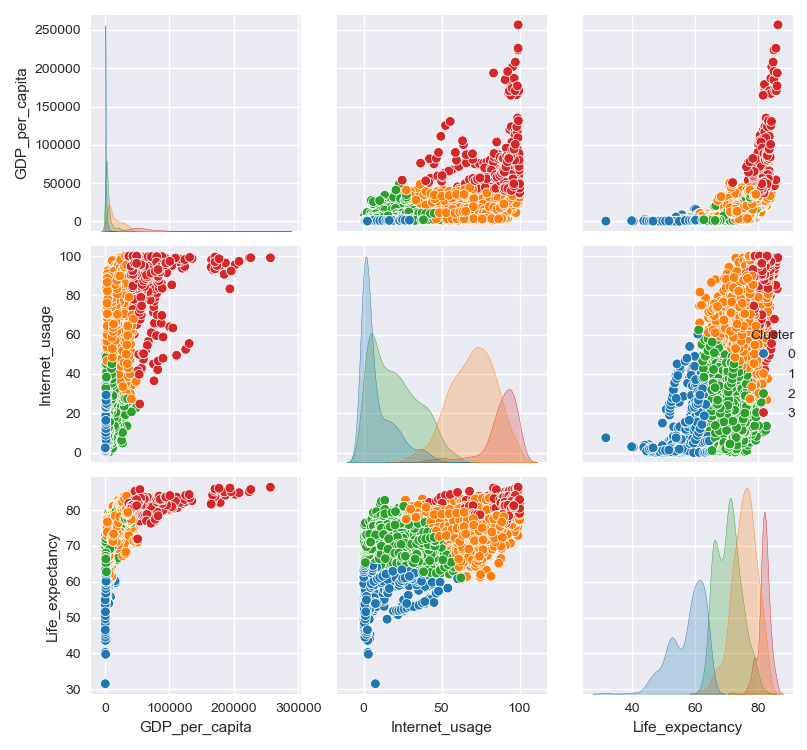 250000
200000
150000
100000
50000
0
GDP_per_capita
100
80
60
40
20
0
Internet_usage
Cluster
0
1
2
3
80
70
60
50
40
30
Life_expectancy
0 100000 200000 300000
GDP_per_capita
0 50 100
Internet_usage
40 60 80
Life_expectancy